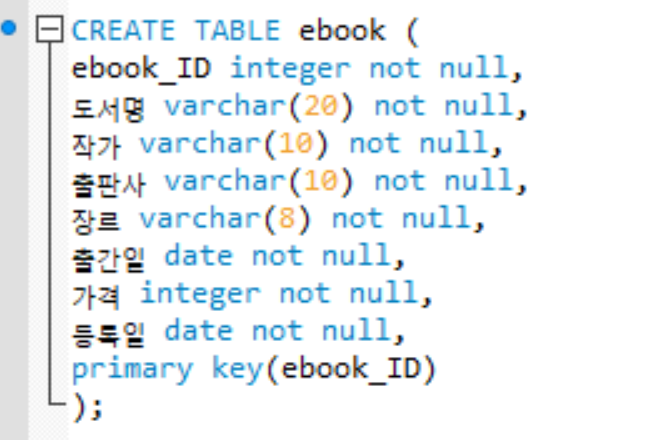 CREATE TABLE ebook (
ebook_ID integer not null,
도서명 varchar(20) not null,
작가 varchar(10) not null,
출판사 varchar(10) not null,
장르 varchar(8) not null,
출간일 date not null,
가격 integer not null,
등록일 date not null,
primary key(ebook_ID)
);